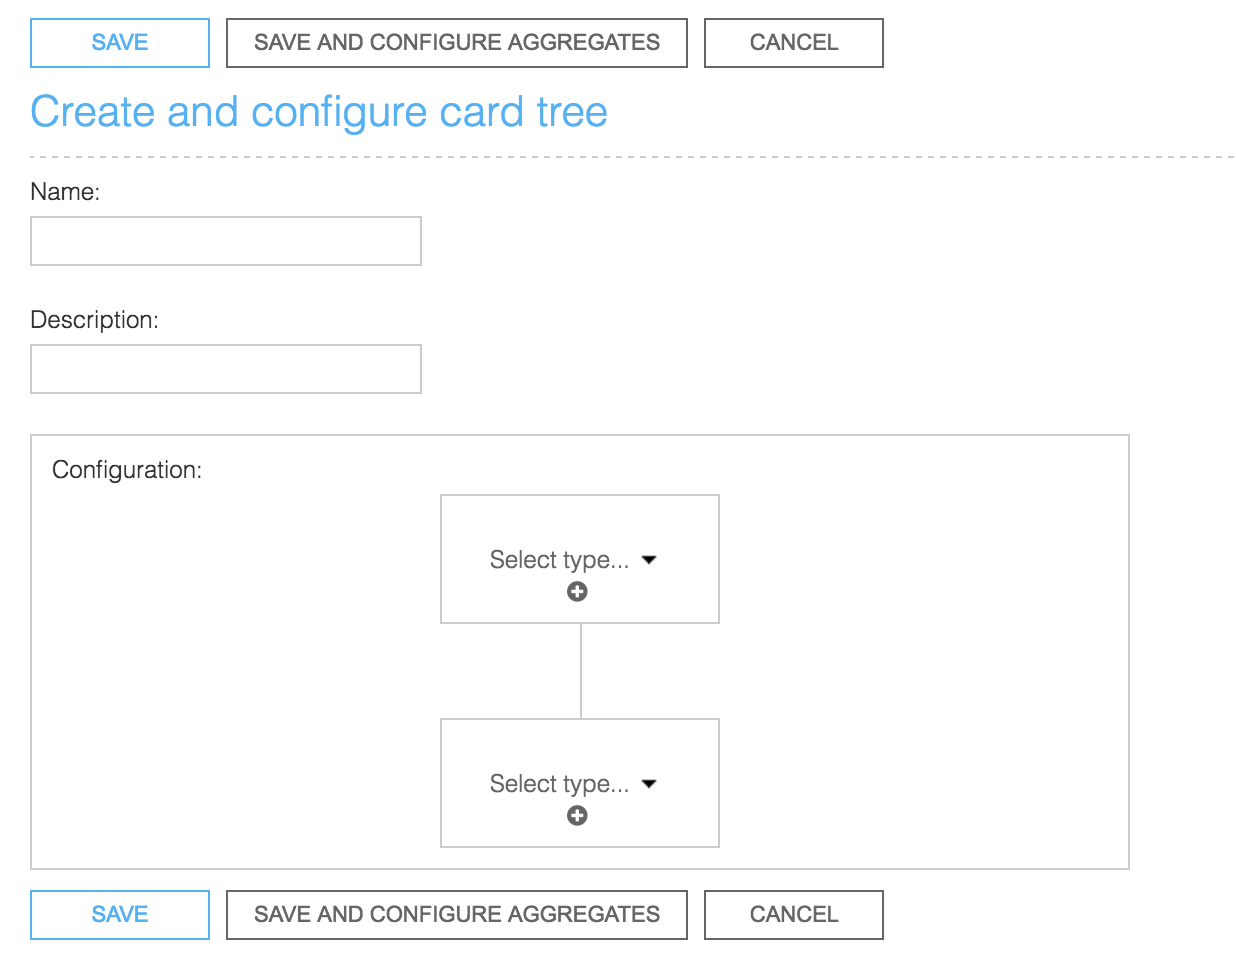 SAVE SAVE AND CONFIGURE AGGREGATES CANCEL
Create and configure card tree
Name:
Description:
Configuration:
Select type...
Select type...
SAVE SAVE AND CONFIGURE AGGREGATES CANCEL